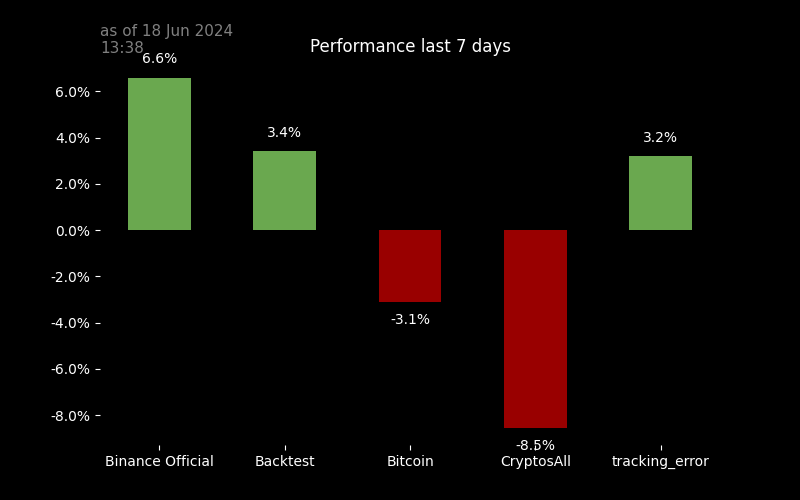 as of 18 Jun 2024
13:38
Performance last 7 days
6.6%
3.4%
3.2%
-3.1%
-8.5%
6.0%
4.0%
2.0%
0.0%
-2.0%
-4.0%
-6.0%
-8.0%
Binance Official
Backtest
Bitcoin
CryptosAll
tracking_error